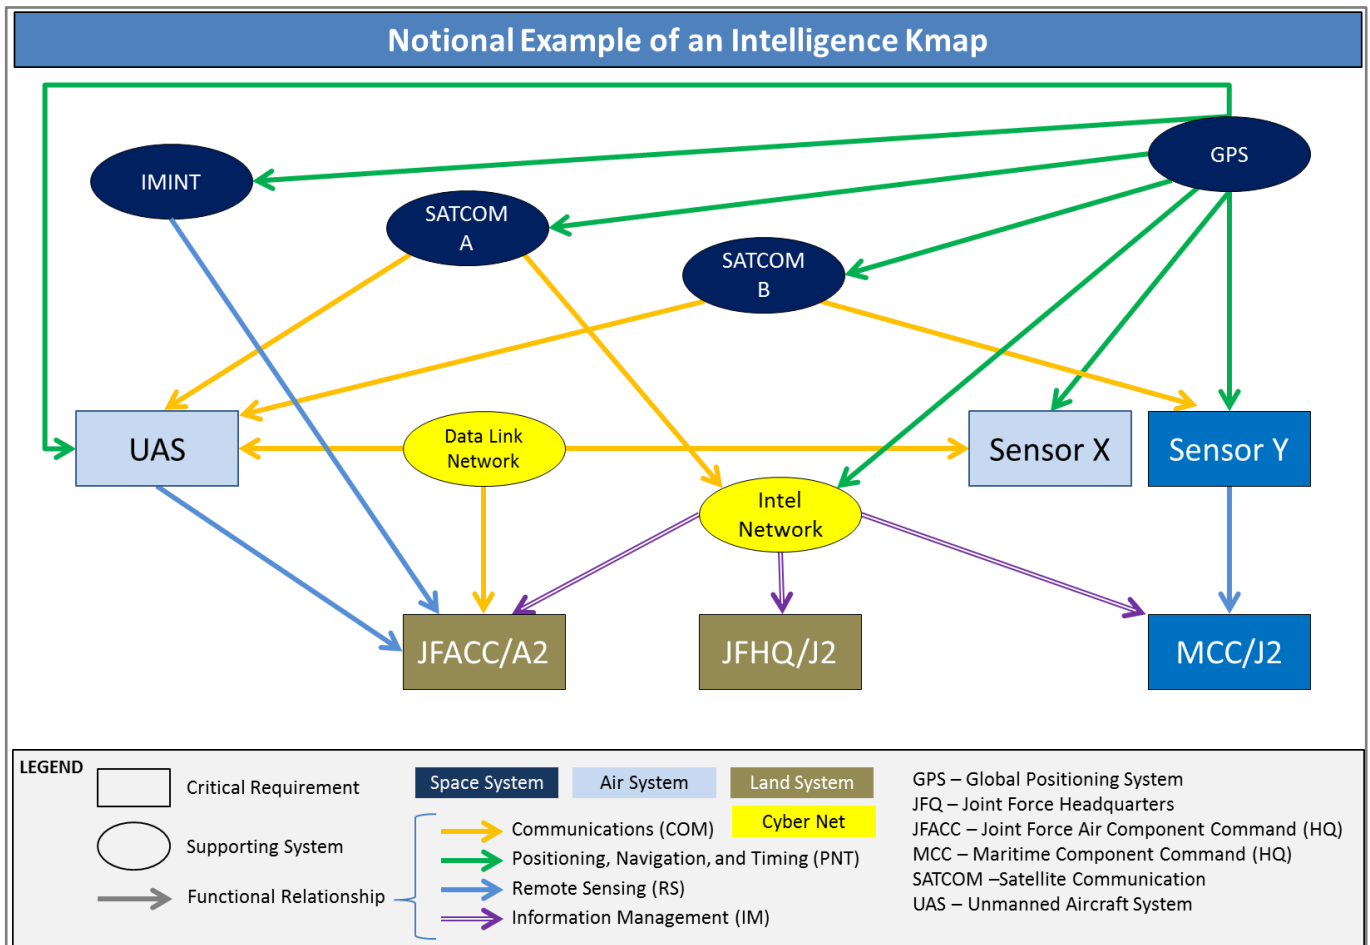 Notional Example of an Intelligence Kmap
GPS
IMINT
SATCOM
A
SATCOM
B
UAS
Data Link
Network
Sensor X
Sensor Y
Intel
Network
JFACC/A2
JFHQ/J2
MCC/J2
LEGEND
Critical Requirement
Supporting System
Functional Relationship
Space System
Air System
Land System
Cyber Net
Communications (COM)
Positioning, Navigation, and Timing (PNT)
Remote Sensing (RS)
Information Management (IM)
GPS – Global Positioning System
JFQ – Joint Force Headquarters
JFACC – Joint Force Air Component Command (HQ)
MCC – Maritime Component Command (HQ)
SATCOM –Satellite Communication
UAS – Unmanned Aircraft System